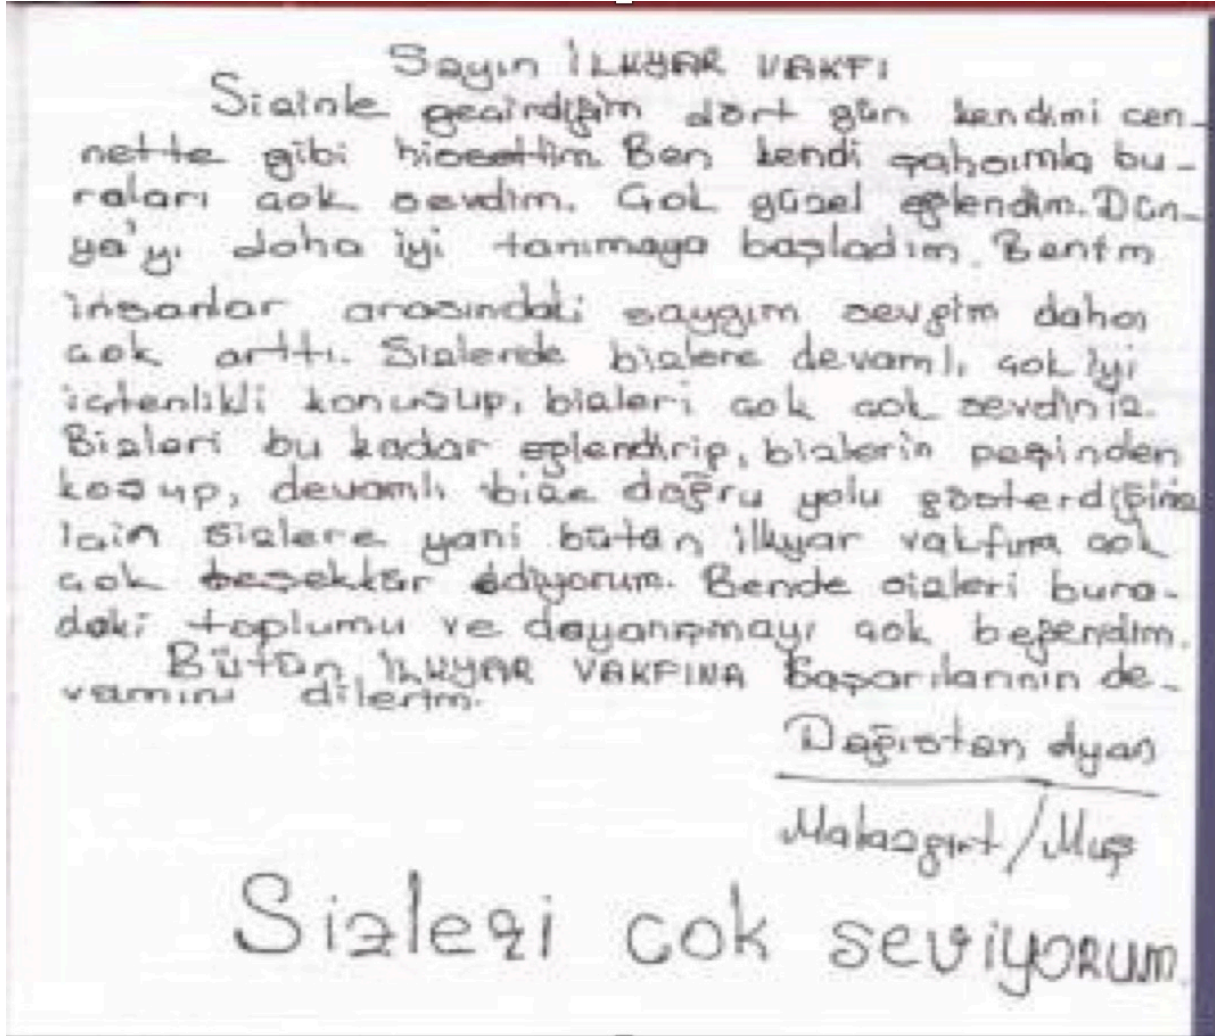 Sayın İLKYAR VAKFI
Sizinle geçirdiğim dört gün kendimi cen-
nette gibi hissettim. Ben kendi şahsımla bu-
raları çok sevdim. Çok güzel eğlendim. Dün-
ya'yı daha iyi tanımaya başladım. Benim
insanlar arasındaki saygım sevgim daha
çok arttı. Sizlerde bizlere devamlı çok iyi
içtenlikli konusup, bizleri çok çok sevdiniz.
Bizleri bu kadar eğlendirip, bizlerin peşinden
kosup, devamlı bize doğru yolu gösterdiğiniz
için sizlere yani bütün ilkyar vakfına çok
çok teşekkür ediyorum. Bende sizleri bura-
daki toplumu ve dayanışmayı çok beğendim.
Bütün İLKYAR VAKFINA Başarılarının de-
vamını dilerim.
Dağıstan
Malazgirt/Muş
Sizleri çok seviyorum.